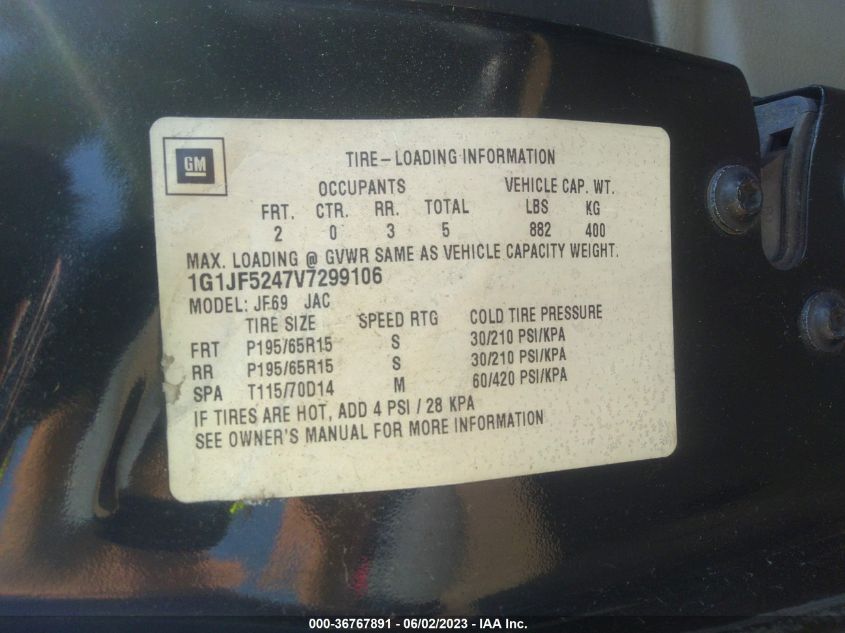 GM
TIRE-LOADING INFORMATION
OCCUPANTS VEHICLE CAP. WT.
FRT. CTR. RR. TOTAL LBS KG
2 0 3 5 882 400
MAX. LOADING @ GVWR SAME AS VEHICLE CAPACITY WEIGHT.
1G1JF5247V7299106
MODEL: JF69 JAC
TIRE SIZE SPEED RTG COLD TIRE PRESSURE
FRT P195/65R15 S 30/210 PSI/KPA
RR P195/65R15 S 30/210 PSI/KPA
SPA T115/70D14 M 60/420 PSI/KPA
IF TIRES ARE HOT, ADD 4 PSI / 28 KPA
SEE OWNER'S MANUAL FOR MORE INFORMATION
000-36767891 - 06/02/2023 - IAA Inc.